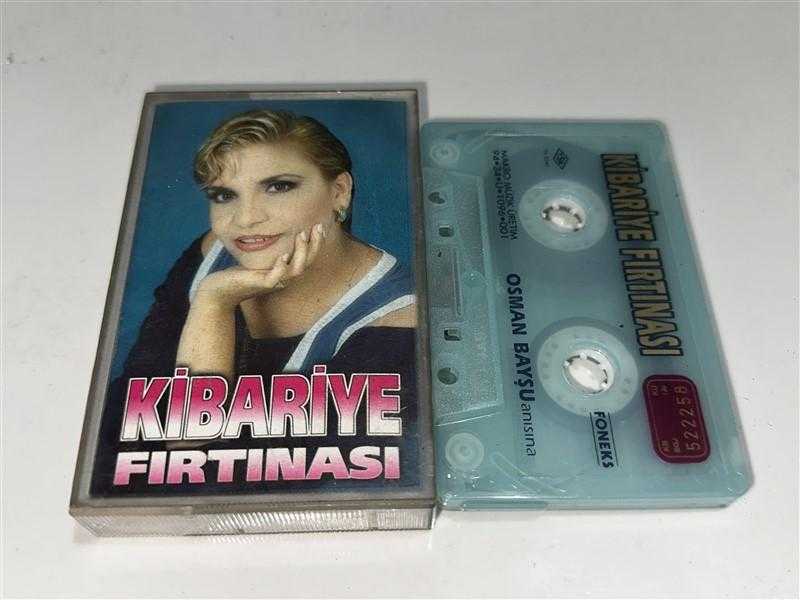 KİBARİYE
FIRTINASI
KİBARİYE FIRTINASI
OSMAN BAYŞU anısına
FONEKS
522258